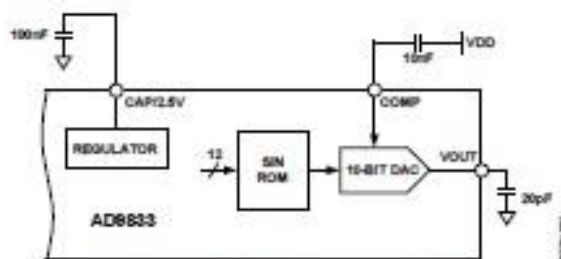 100nF
10nF
VDD
CAP/2.5V
COMP
REGULATOR
12
SIN
ROM
10-BIT DAC
VOUT
20pF
AD9833